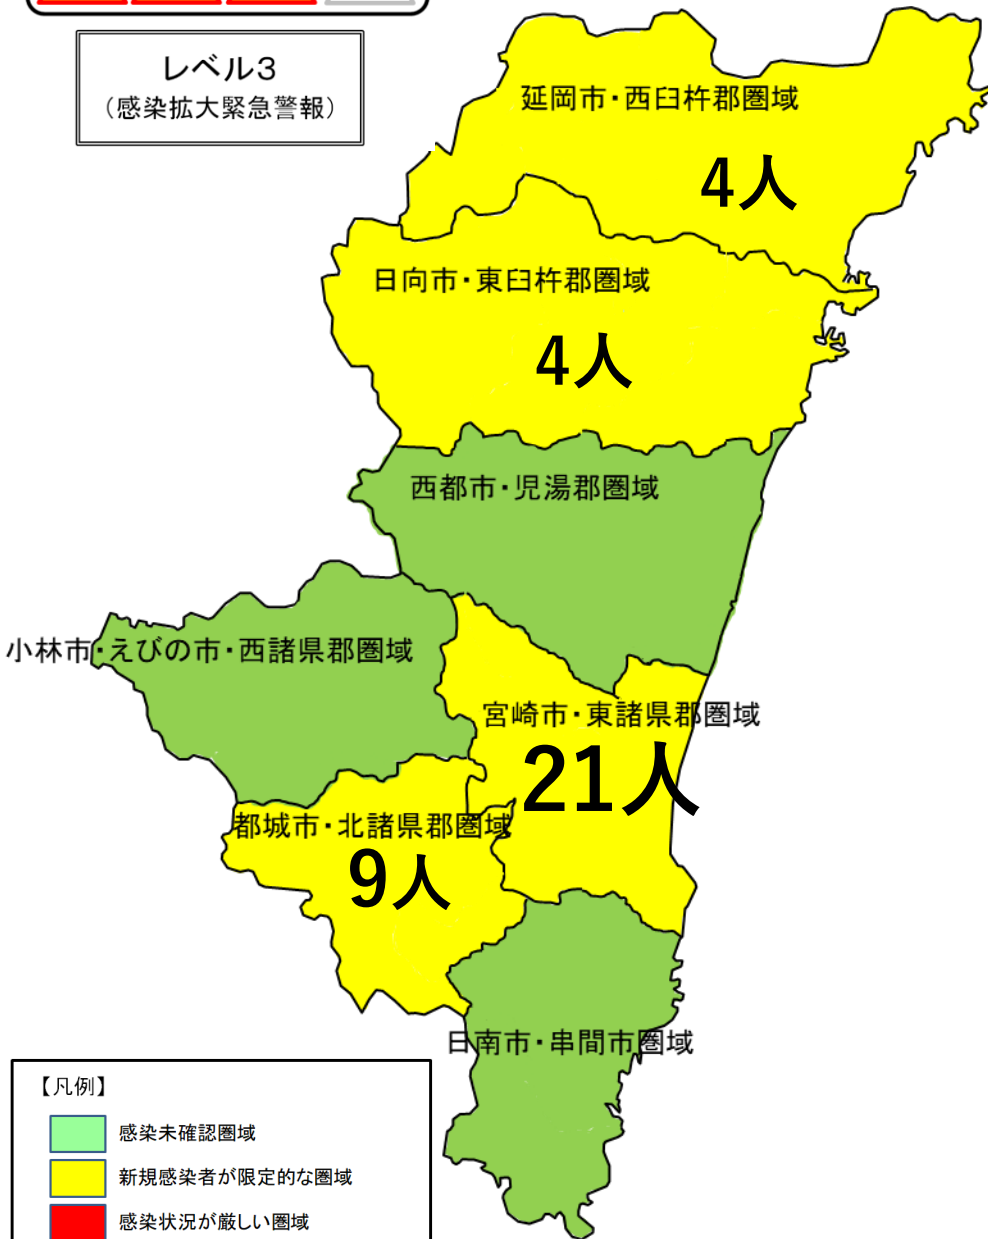 レベル3
（感染拡大緊急警報）
延岡市・西臼杵郡圏域
4人
日向市・東臼杵郡圏域
4人
西都市・児湯郡圏域
小林市・えびの市・西諸県郡圏域
宮崎市・東諸県郡圏域
21人
都城市・北諸県郡圏域
9人
日南市・串間市圏域
【凡例】
感染未確認圏域
新規感染者が限定的な圏域
感染状況が厳しい圏域